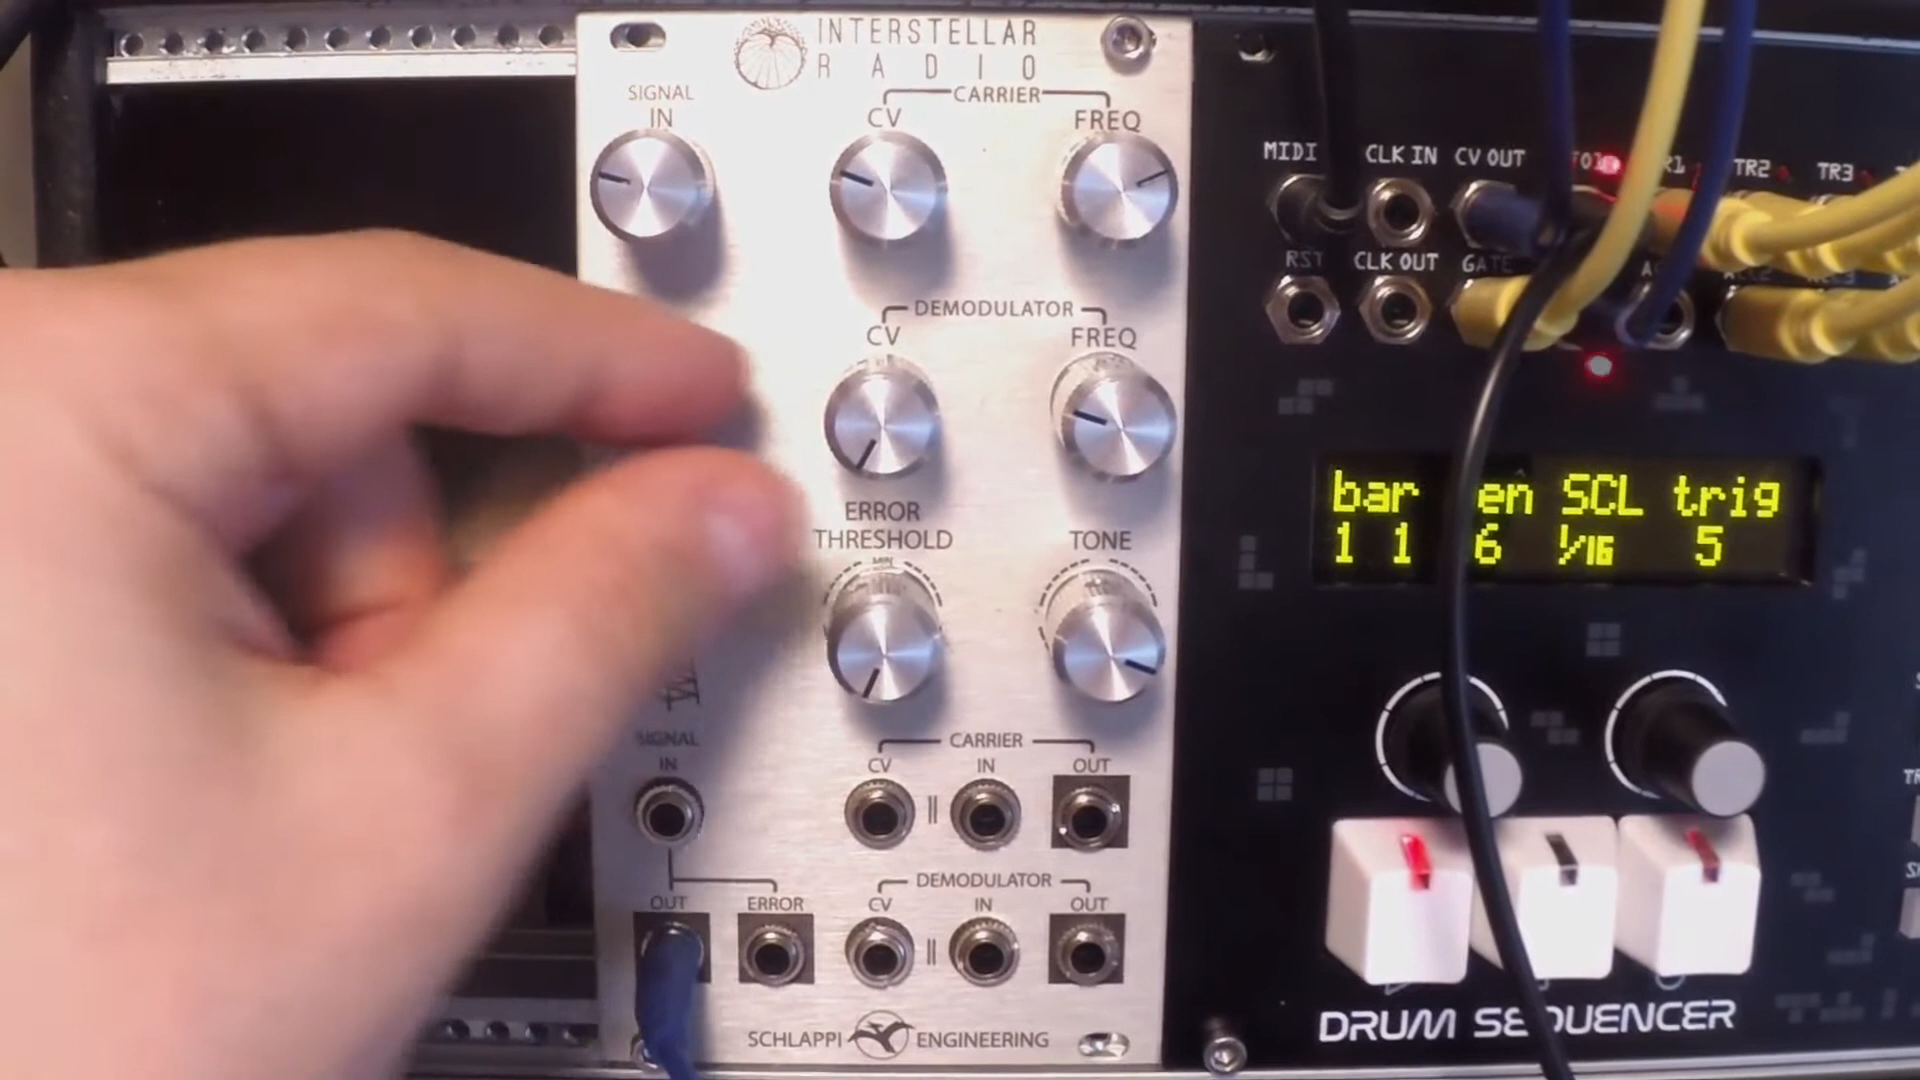 INTERSTELLAR
RADIO
SIGNAL
IN
CARRIER
CV
FREQ
DEMODULATOR
CV
FREQ
ERROR
THRESHOLD
MIN
TONE
SIGNAL
IN
CARRIER
CV
IN
OUT
OUT
ERROR
DEMODULATOR
CV
IN
OUT
SCHLAPPI ENGINEERING
MIDI
CLK IN
CV OUT
TR2
TR3
RST
CLK OUT
GATE
bar en SCL trig
1 1 6 1/16 5
DRUM SEQUENCER